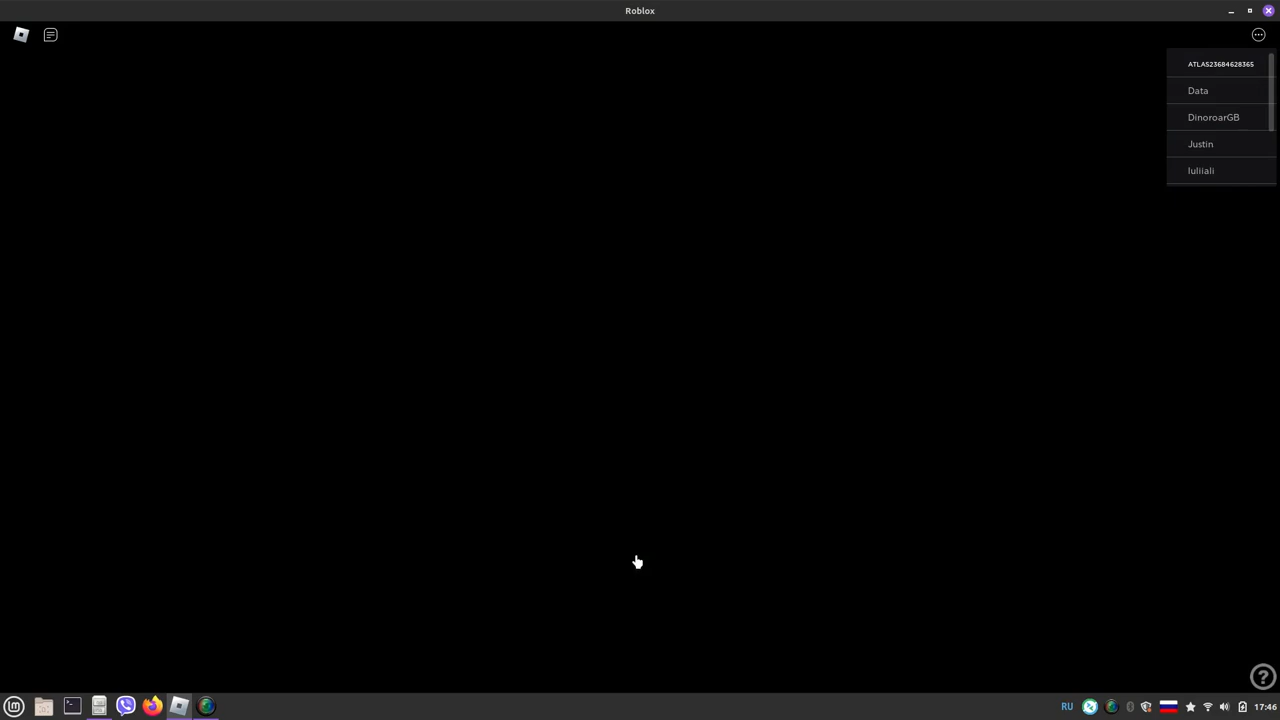 Roblox
ATLAS23684628365
Data
DinoroarGB
Justin
Iuliiali
RU
17:46